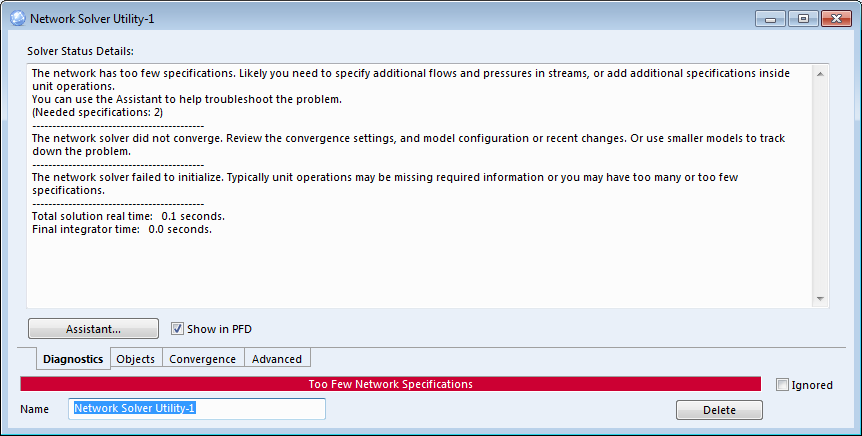 Network Solver Utility-1
Solver Status Details:
The network has too few specifications. Likely you need to specify additional flows and pressures in streams, or add additional specifications inside
unit operations.
You can use the Assistant to help troubleshoot the problem.
(Needed specifications: 2)
-------------------------------------------
The network solver did not converge. Review the convergence settings, and model configuration or recent changes. Or use smaller models to track
down the problem.
-------------------------------------------
The network solver failed to initialize. Typically unit operations may be missing required information or you may have too many or too few
specifications.
-------------------------------------------
Total solution real time:   0.1 seconds.
Final integrator time:   0.0 seconds.
Assistant... Show in PFD
Diagnostics Objects Convergence Advanced
Too Few Network Specifications Ignored
Name Network Solver Utility-1 Delete